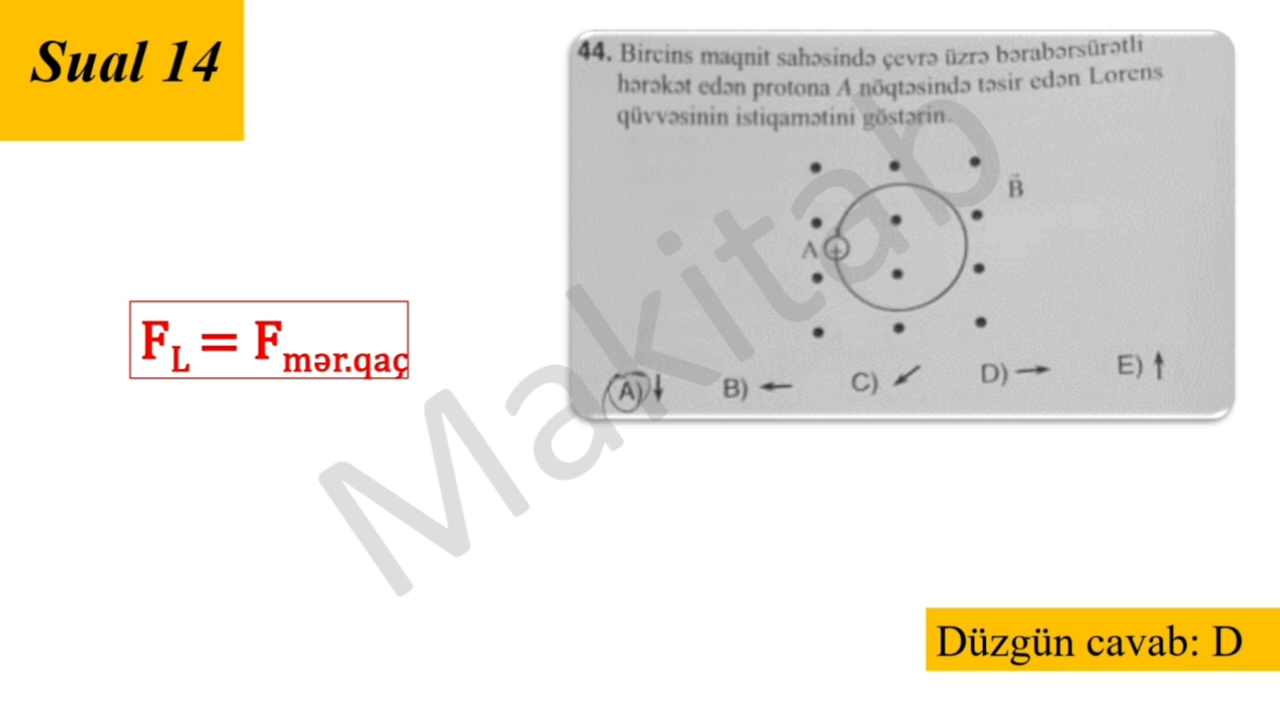 Sual 14
44. Bircins maqnit sahəsində çevrə üzrə bərabərsürətli
hərəkət edən protona A nöqtəsində təsir edən Lorens
qüvvəsinin istiqamətini göstərin.
B
A +
F_L = F_mər.qaç
A) ↓ B) ← C) ↙ D) → E) ↑
Makitab
Düzgün cavab: D